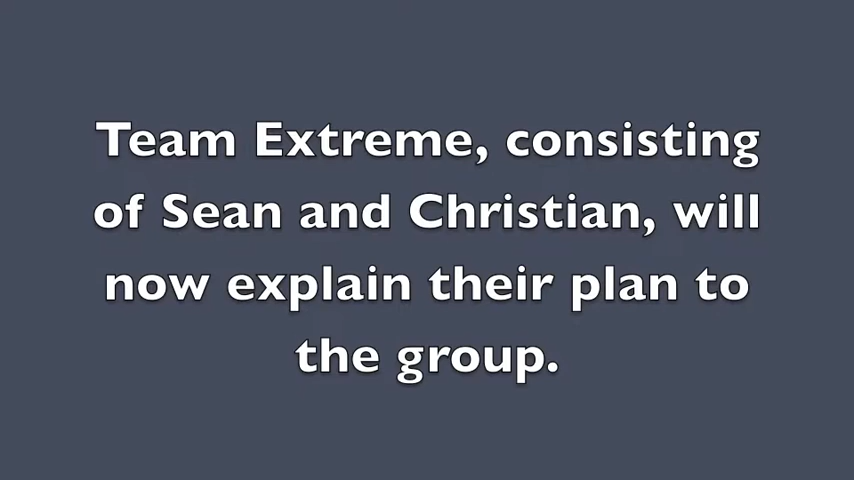 Team Extreme, consisting
of Sean and Christian, will
now explain their plan to
the group.